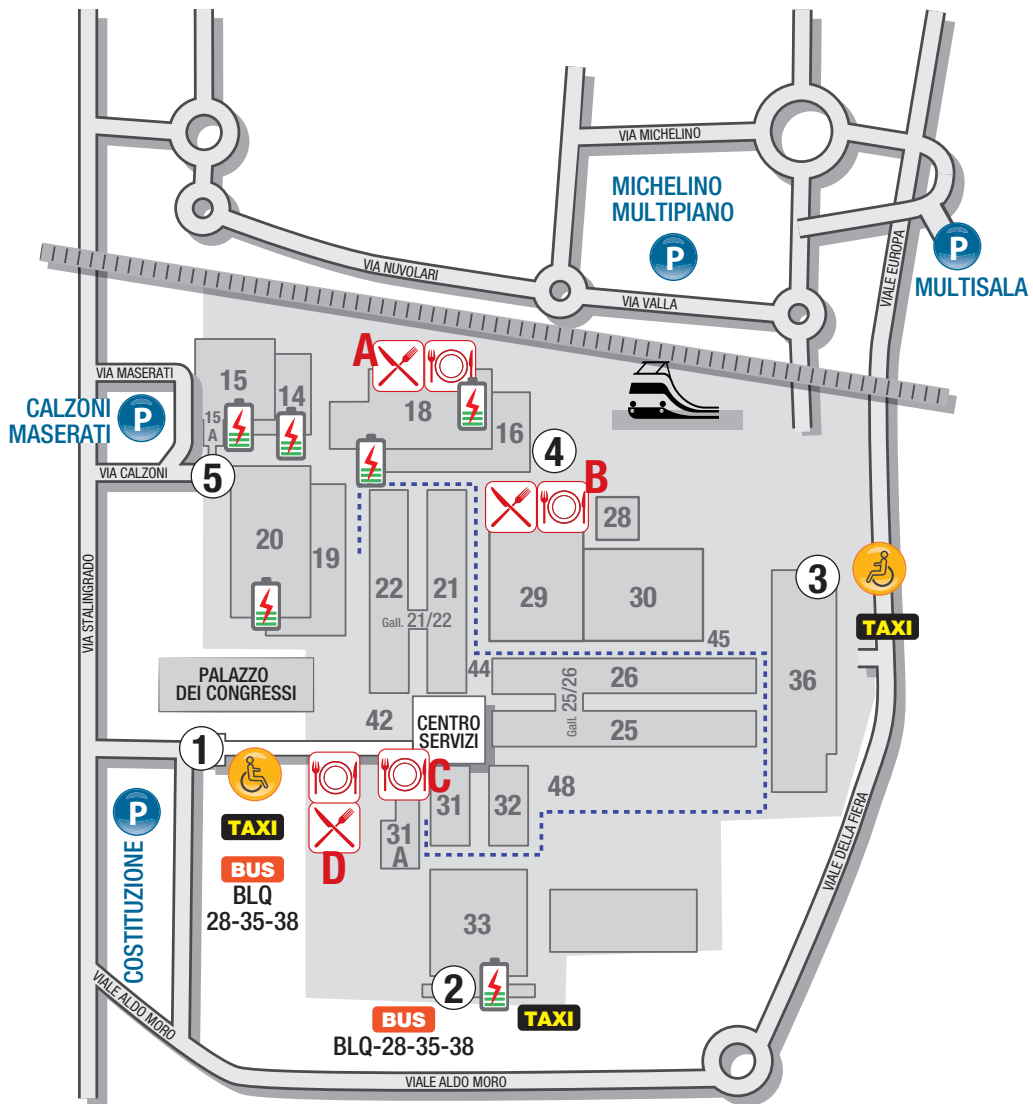 VIA MICHELINO
MICHELINO
MULTIPIANO
P
P
MULTISALA
VIALE EUROPA
VIA NUVOLARI
VIA VALLA
VIA MASERATI
CALZONI
MASERATI
P
VIA CALZONI
VIA STALINGRADO
A
15
14
15
A
18
16
4
5
B
28
20
19
22
21
Gall. 21/22
29
30
3
TAXI
45
44
26
Gall. 25/26
25
36
PALAZZO
DEI CONGRESSI
42
CENTRO
SERVIZI
1
C
31
32
48
31
A
D
P
COSTITUZIONE
TAXI
BUS
BLQ
28-35-38
33
2
BUS
BLQ-28-35-38
TAXI
VIALE DELLA FIERA
VIALE ALDO MORO
VIALE ALDO MORO